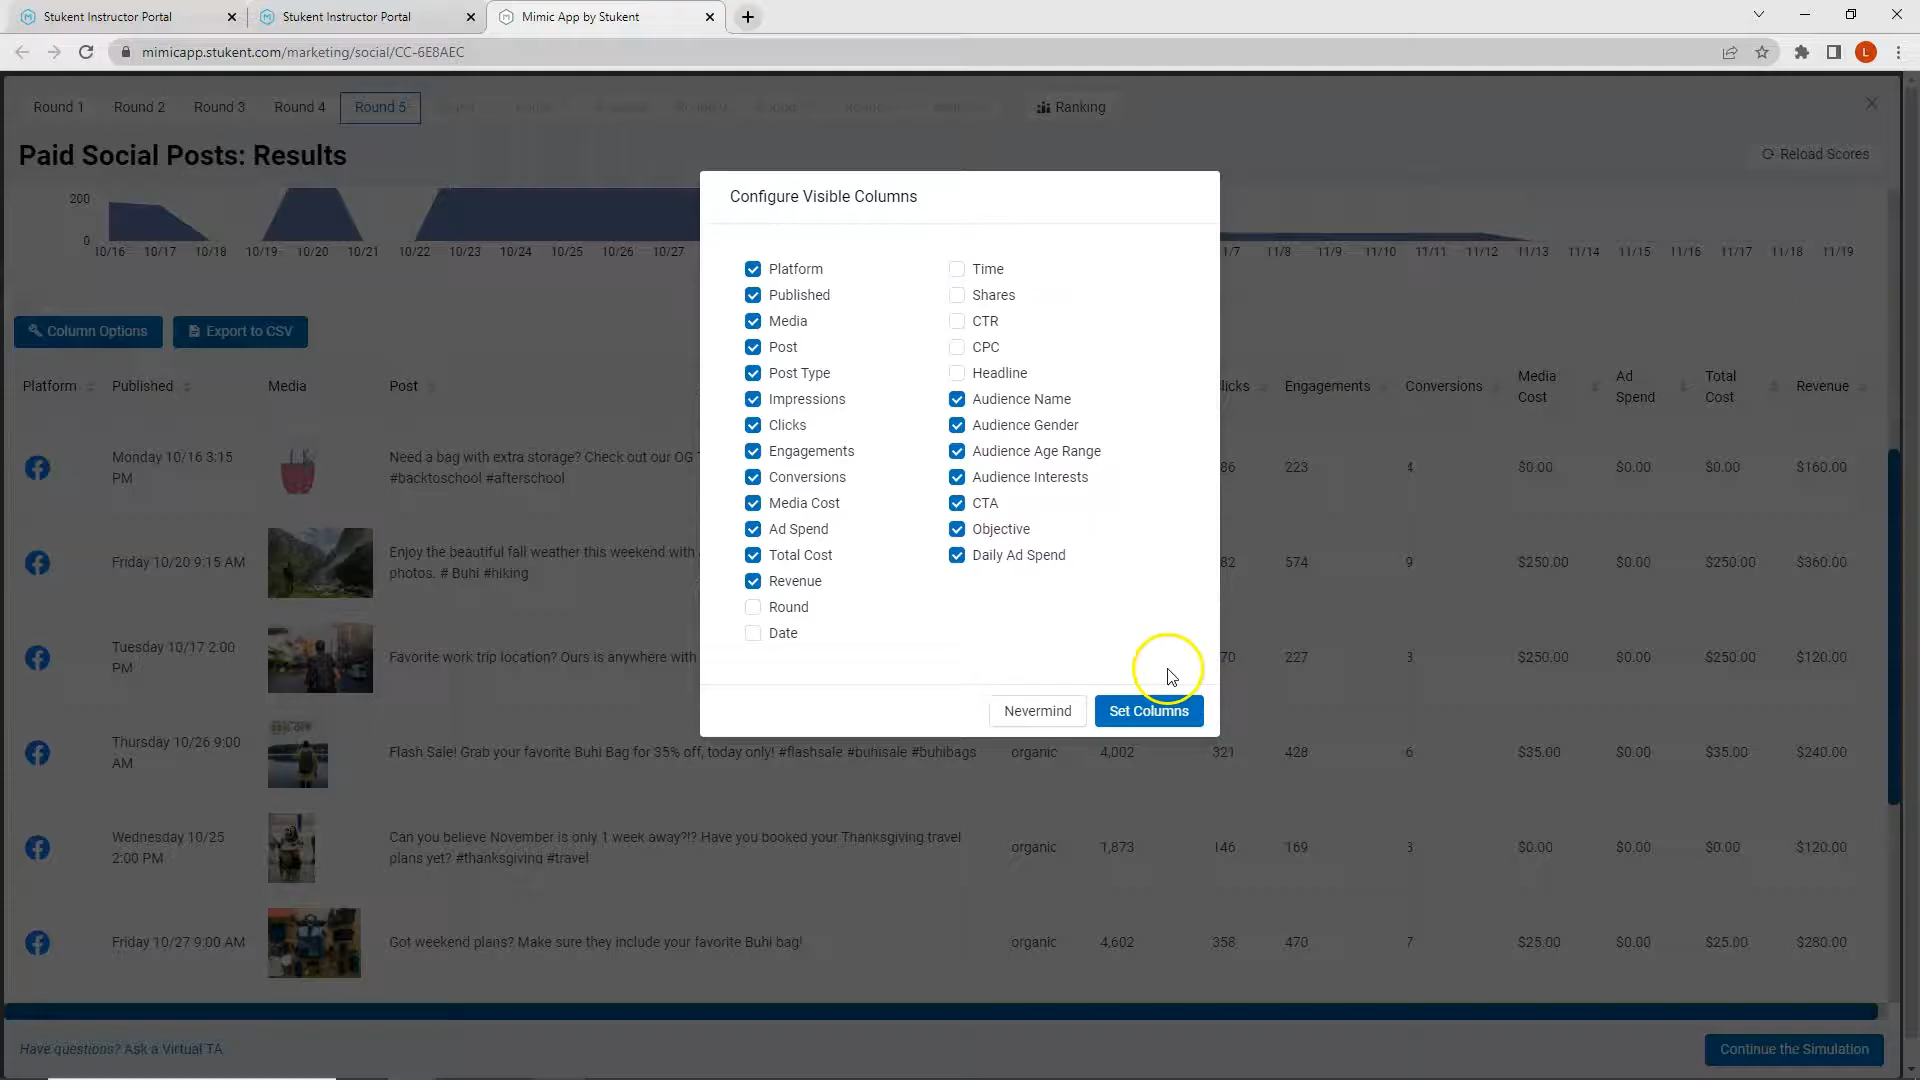 Stukent Instructor Portal
Stukent Instructor Portal
Mimic App by Stukent
mimicapp.stukent.com/marketing/social/CC-6E8AEC
L
Round 1 Round 2 Round 3 Round 4 Round 5
Ranking
Paid Social Posts: Results
Reload Scores
200
0
10/16 10/17 10/18 10/19 10/20 10/21 10/22 10/23 10/24 10/25 10/26 10/27
1/7 11/8 11/9 11/10 11/11 11/12 11/13 11/14 11/15 11/16 11/17 11/18 11/19
Column Options Export to CSV
Platform Published Media Post
licks Engagements Conversions Media Cost Ad Spend Total Cost Revenue
Monday 10/16 3:15
PM
Need a bag with extra storage? Check out our OG
#backtoschool #afterschool
86 223 4 $0.00 $0.00 $0.00 $160.00
Friday 10/20 9:15 AM
Enjoy the beautiful fall weather this weekend with
photos. # Buhi #hiking
82 574 9 $250.00 $0.00 $250.00 $360.00
Tuesday 10/17 2:00
PM
Favorite work trip location? Ours is anywhere with
70 227 3 $250.00 $0.00 $250.00 $120.00
Thursday 10/26 9:00
AM
Flash Sale! Grab your favorite Buhi Bag for 35% off, today only! #flashsale #buhisale #buhibags
organic 4,002 321 428 6 $35.00 $0.00 $35.00 $240.00
Wednesday 10/25
2:00 PM
Can you believe November is only 1 week away?!? Have you booked your Thanksgiving travel
plans yet? #thanksgiving #travel
organic 1,873 146 169 3 $0.00 $0.00 $0.00 $120.00
Friday 10/27 9:00 AM
Got weekend plans? Make sure they include your favorite Buhi bag!
organic 4,602 358 470 7 $25.00 $0.00 $25.00 $280.00
Have questions? Ask a Virtual TA
Continue the Simulation
Configure Visible Columns
Platform
Published
Media
Post
Post Type
Impressions
Clicks
Engagements
Conversions
Media Cost
Ad Spend
Total Cost
Revenue
Round
Date
Time
Shares
CTR
CPC
Headline
Audience Name
Audience Gender
Audience Age Range
Audience Interests
CTA
Objective
Daily Ad Spend
Nevermind
Set Columns